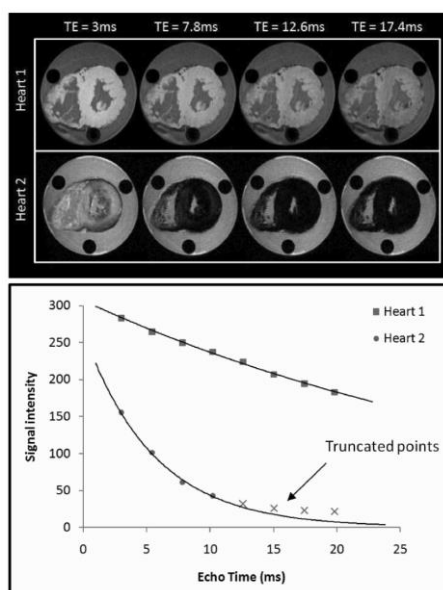 TE = 3ms TE = 7.8ms TE = 12.6ms TE = 17.4ms
Heart 1
Heart 2
300
250
200
150
100
50
0
Signal intensity
Heart 1
Heart 2
Truncated points
0 5 10 15 20 25
Echo Time (ms)